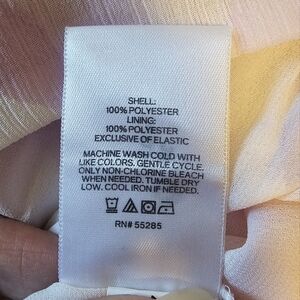 SHELL:
100% POLYESTER
LINING:
100% POLYESTER
EXCLUSIVE OF ELASTIC
MACHINE WASH COLD WITH
LIKE COLORS. GENTLE CYCLE.
ONLY NON-CHLORINE BLEACH
WHEN NEEDED. TUMBLE DRY
LOW. COOL IRON IF NEEDED.
RN# 55285